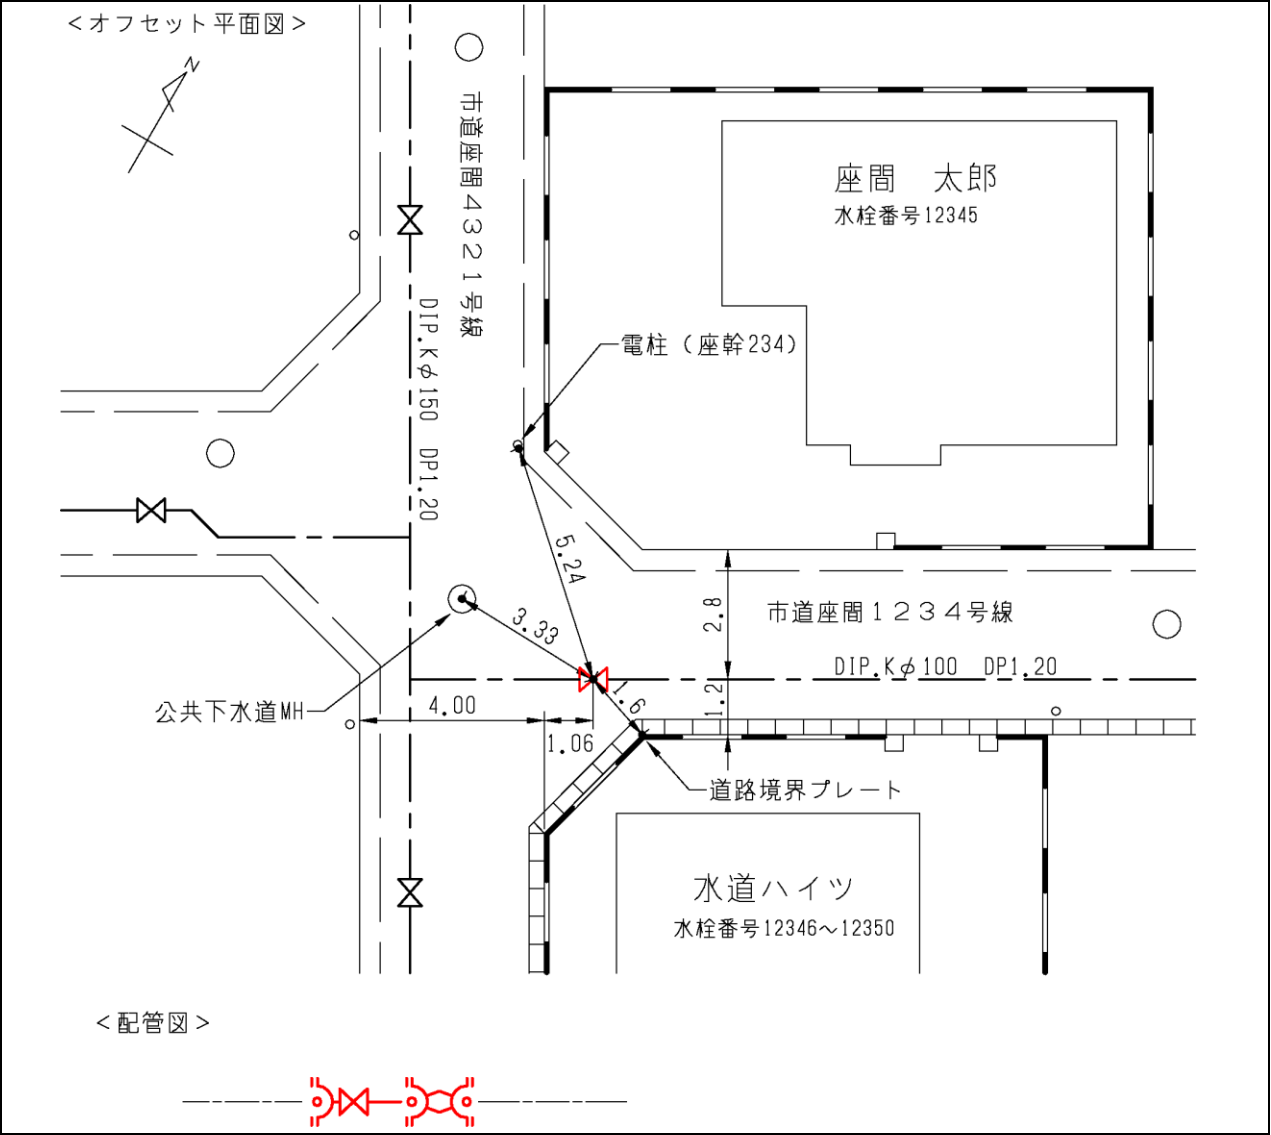 ＜オフセット平面図＞
N
市道座間４３２１号線
座間　太郎
水栓番号12345
電柱（座幹234）
DIP.Kφ150　DP1.20
5.24
3.33
2.8
市道座間１２３４号線
DIP.Kφ100　DP1.20
公共下水道MH
4.00
1.06
1.6
1.2
道路境界プレート
水道ハイツ
水栓番号12346～12350
＜配管図＞